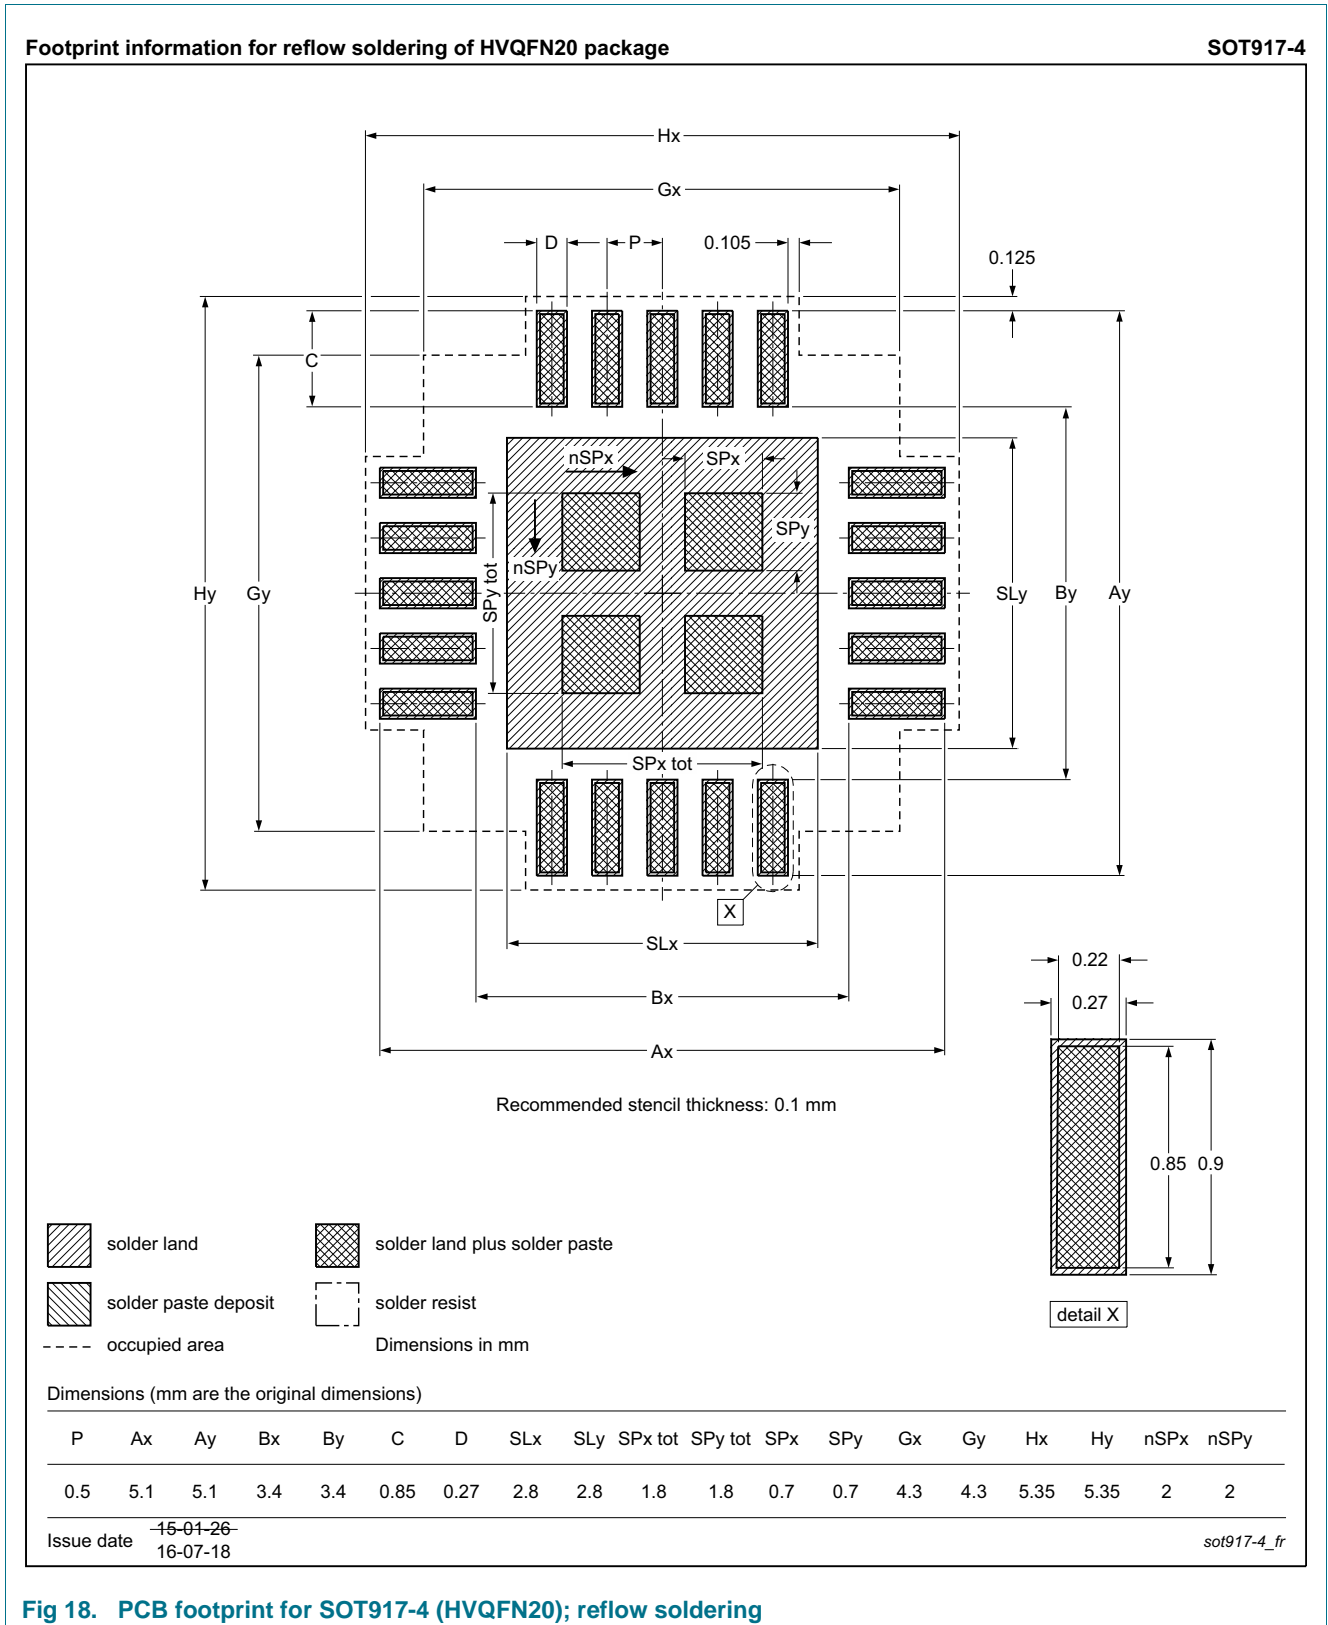 Footprint information for reflow soldering of HVQFN20 package SOT917-4
Hx
Gx
D P 0.105
0.125
C
nSPx SPx
SPy
nSPy
SPy tot
Hy Gy SLy By Ay
SPx tot
X
SLx
Bx
Ax
0.22
0.27
0.85 0.9
detail X
Recommended stencil thickness: 0.1 mm
solder land solder land plus solder paste
solder paste deposit solder resist
occupied area Dimensions in mm
Dimensions (mm are the original dimensions)
P Ax Ay Bx By C D SLx SLy SPx tot SPy tot SPx SPy Gx Gy Hx Hy nSPx nSPy
0.5 5.1 5.1 3.4 3.4 0.85 0.27 2.8 2.8 1.8 1.8 0.7 0.7 4.3 4.3 5.35 5.35 2 2
Issue date 15-01-26
16-07-18
sot917-4_fr
Fig 18. PCB footprint for SOT917-4 (HVQFN20); reflow soldering